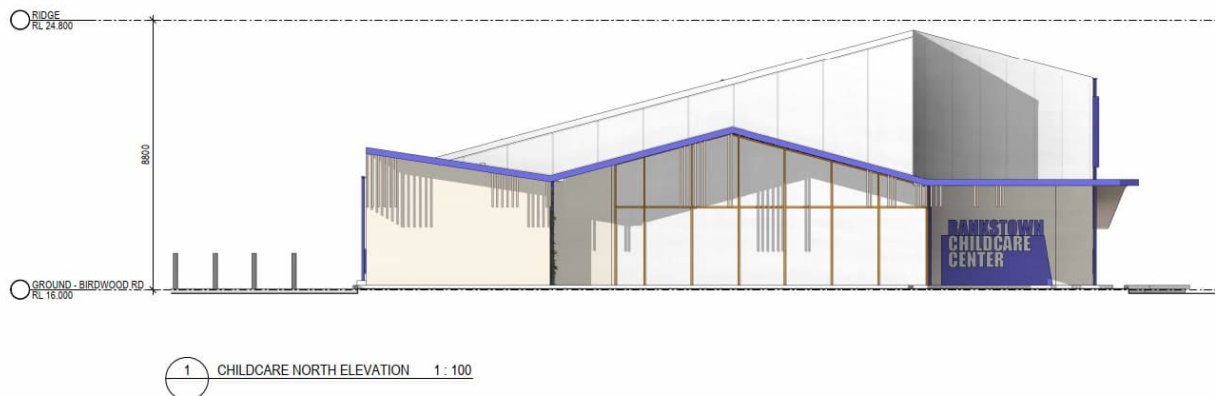 RIDGE
RL 24.800
8800
BANKSTOWN
CHILDCARE
CENTER
GROUND - BIRDWOOD RD
RL 16.000
1 CHILDCARE NORTH ELEVATION 1 : 100